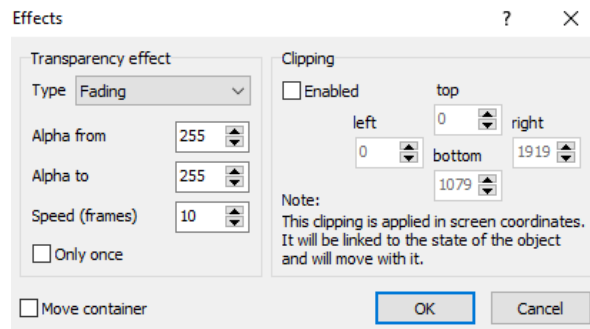 Effects ?
Transparency effect
Type Fading
Alpha from 255
Alpha to 255
Speed (frames) 10
Only once
Clipping
Enabled
top
0
left
0
right
1919
bottom
1079
Note:
This clipping is applied in screen coordinates.
It will be linked to the state of the object
and will move with it.
Move container
OK
Cancel